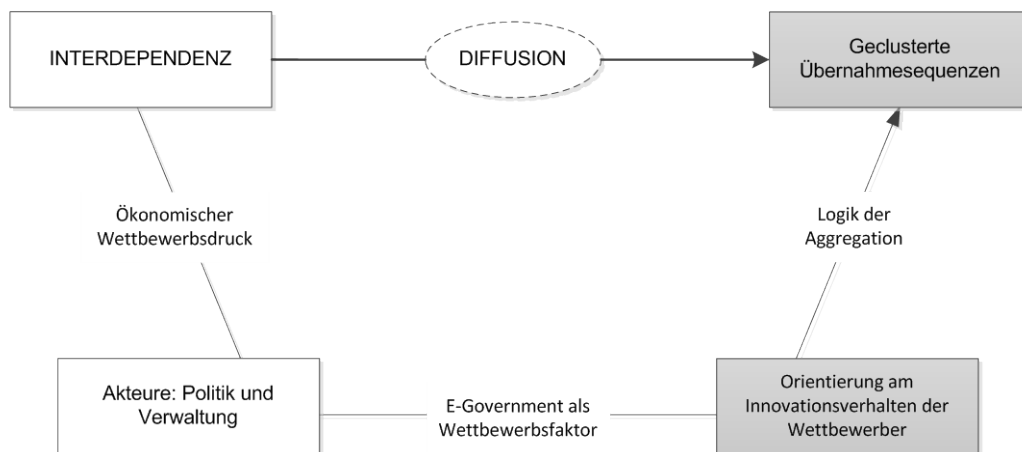 INTERDEPENDENZ
DIFFUSION
Geclusterte
Übernahmesequenzen
Ökonomischer
Wettbewerbsdruck
Logik der
Aggregation
Akteure: Politik und
Verwaltung
E-Government als
Wettbewerbsfaktor
Orientierung am
Innovationsverhalten der
Wettbewerber